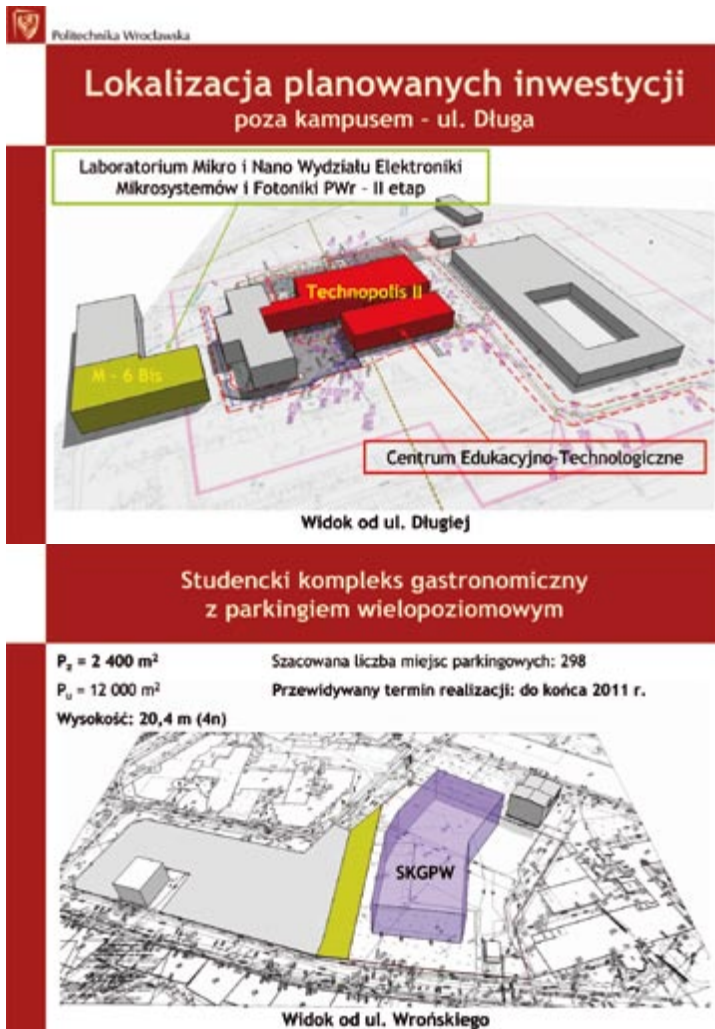 Politechnika Wrocławska
Lokalizacja planowanych inwestycji
poza kampusem - ul. Długa
Laboratorium Mikro i Nano Wydziału Elektroniki
Mikrosystemów i Fotoniki PWr - II etap
Technopolis II
M - 6 Bis
Centrum Edukacyjno-Technologiczne
Widok od ul. Długiej
Studencki kompleks gastronomiczny
z parkingiem wielopoziomowym
P_z = 2 400 m²
Szacowana liczba miejsc parkingowych: 298
P_u = 12 000 m²
Przewidywany termin realizacji: do końca 2011 r.
Wysokość: 20,4 m (4n)
SKGPW
Widok od ul. Wrońskiego